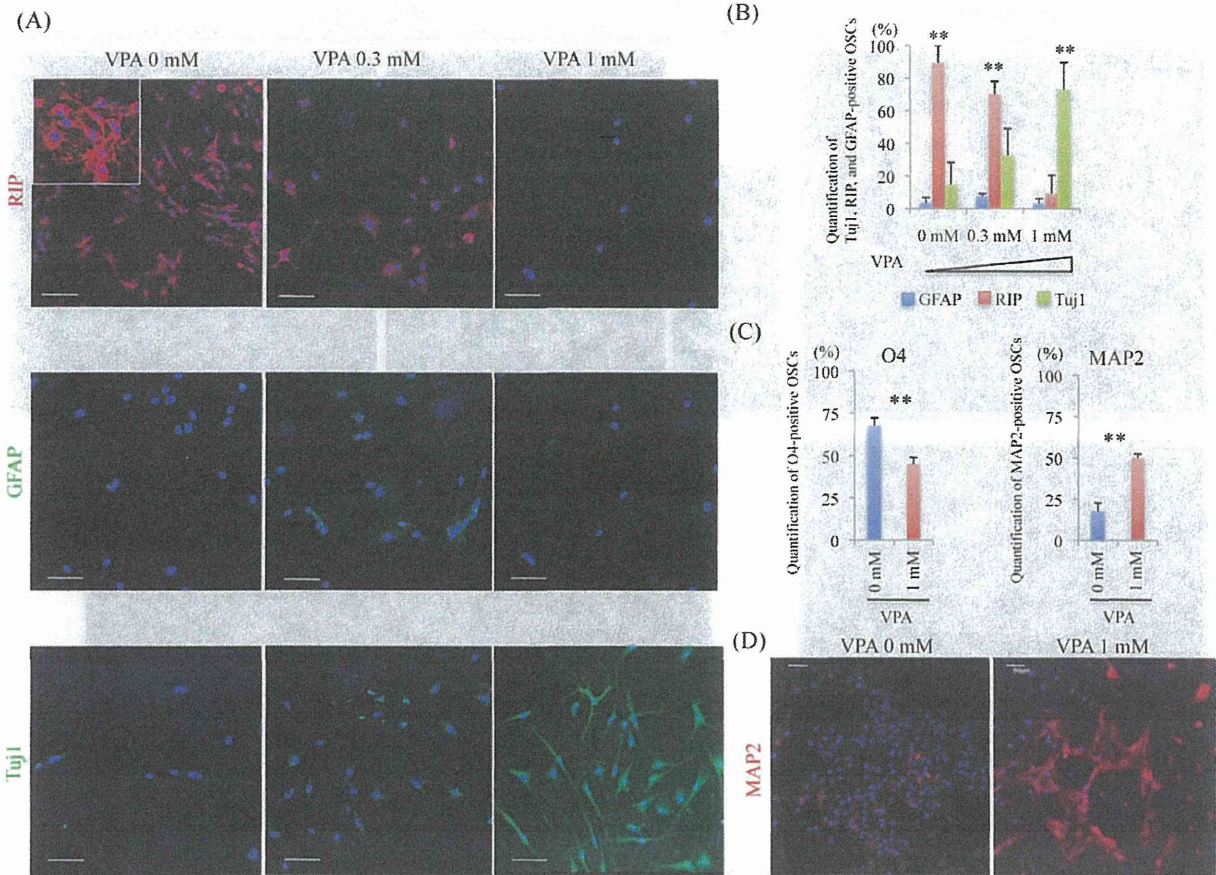 (A)
VPA 0 mM
VPA 0.3 mM
VPA 1 mM
RIP
GFAP
Tuj1
(B)
(%)
100
80
60
40
20
0
Quantification of
Tuj1, RIP, and GFAP-positive OSCs
**
**
**
0 mM 0.3 mM 1 mM
VPA
GFAP RIP Tuj1
(C)
(%) O4
100
75
50
25
0
Quantification of O4-positive OSCs
**
0 mM
1 mM
VPA
(%) MAP2
100
75
50
25
0
Quantification of MAP2-positive OSCs
**
0 mM
1 mM
VPA
(D)
VPA 0 mM
VPA 1 mM
MAP2